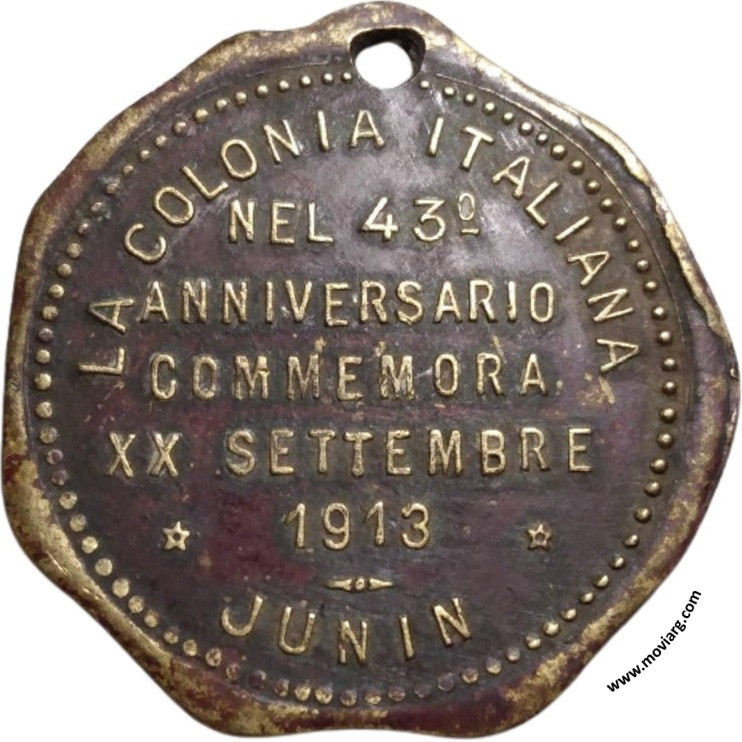 LA COLONIA ITALIANA
NEL 43º
ANNIVERSARIO
COMMEMORA
XX SETTEMBRE
1913
JUNIN
www.moviarg.com